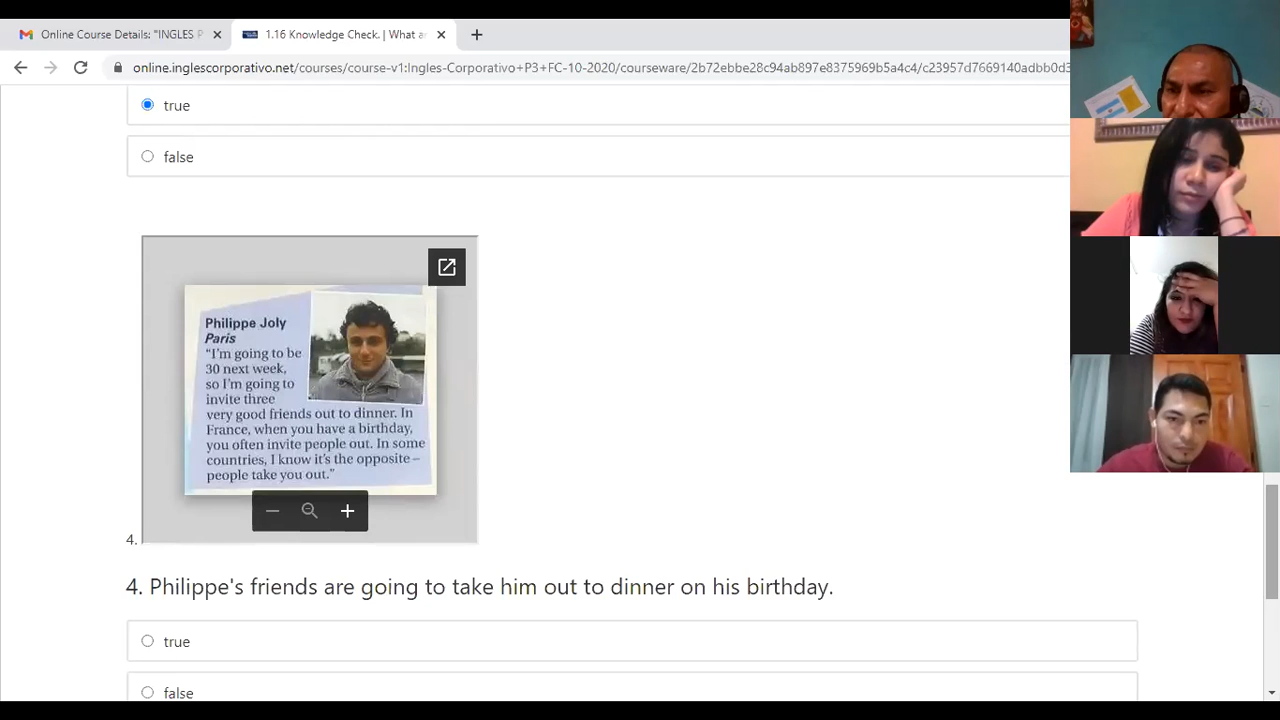 Online Course Details: "INGLES P
1.16 Knowledge Check. | What a
online.inglescorporativo.net/courses/course-v1:Ingles-Corporativo+P3+FC-10-2020/courseware/2b72ebbe28c94ab897e8375969b5a4c4/c23957d7669140adbb0d3
true
false
Philippe Joly
Paris
"I'm going to be
30 next week,
so I'm going to
invite three
very good friends out to dinner. In
France, when you have a birthday,
you often invite people out. In some
countries, I know it's the opposite –
people take you out."
4.
4. Philippe's friends are going to take him out to dinner on his birthday.
true
false